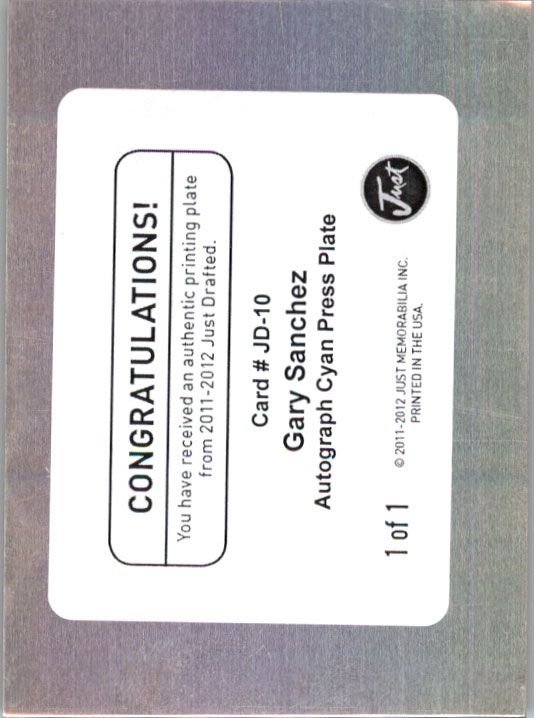 CONGRATULATIONS!
You have received an authentic printing plate
from 2011-2012 Just Drafted.
Card # JD-10
Gary Sanchez
Autograph Cyan Press Plate
1 of 1
© 2011-2012 JUST MEMORABILIA INC.
PRINTED IN THE USA.
Just